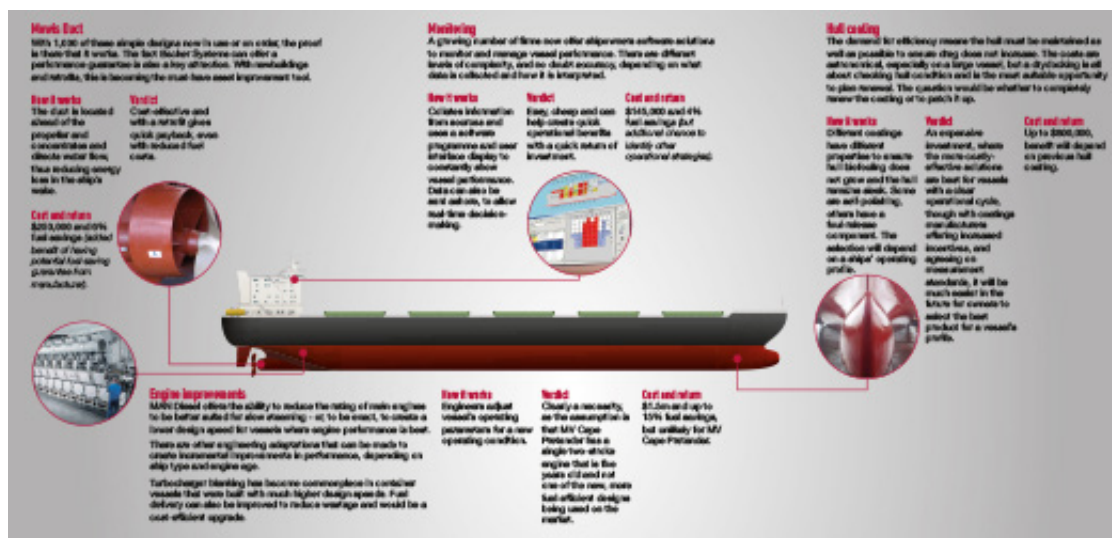 Mewis Duct
With 1,000 of these simple designs now in use or on order, the proof
is there that it works. The fact Becker Systems can offer a
performance guarantee is also a key attraction. With newbuildings
and retrofits, this is becoming the must-have asset improvement tool.
How it works
The duct is located
ahead of the
propeller and
concentrates and
directs water flow,
thus reducing energy
loss in the ship's
wake.
Verdict
Cost-effective and
with a retrofit gives
quick payback, even
with reduced fuel
costs.
Cost and return
$200,000 and 6%
fuel savings (added
benefit of having
potential fuel-saving
guarantee from
manufacturer).
Monitoring
A growing number of firms now offer shipowners software solutions
to monitor and manage vessel performance. There are different
levels of complexity, and no doubt accuracy, depending on what
data is collected and how it is interpreted.
How it works
Collates information
from sensors and
uses a software
programme and user
interface display to
constantly show
vessel performance.
Data can also be
sent ashore, to allow
real-time decision-
making.
Verdict
Easy, cheap and can
help create quick
operational benefits
with a quick return of
investment.
Cost and return
$145,000 and 4%
fuel savings (but
additional chance to
identify other
operational strategies).
Hull coating
The demand for efficiency means the hull must be maintained as
well as possible to ensure drag does not increase. The costs are
astronomical, especially on a large vessel, but a drydocking is all
about checking hull condition and is the most suitable opportunity
to plan renewal. The question would be whether to completely
renew the coating or to patch it up.
How it works
Different coatings
have different
properties to ensure
hull biofouling does
not grow and the hull
remains sleek. Some
are self-polishing,
others have a
foul-release
component. The
selection will depend
on a ships' operating
profile.
Verdict
An expensive
investment, where
the more costly-
effective solutions
are best for vessels
with a clear
operational cycle,
though with coatings
manufacturers
offering increased
incentives, and
agreeing on
measurement
standards, it will be
much easier in the
future for owners to
select the best
product for a vessel's
profile.
Cost and return
Up to $800,000,
benefit will depend
on previous hull
coating.
Engine improvements
MAN Diesel offers the ability to reduce the rating of main engines
to be better suited for slow steaming – or, to be exact, to create a
lower design speed for vessels where engine performance is best.
There are other engineering adaptations that can be made to
create incremental improvements in performance, depending on
ship type and engine age.
Turbocharger blanking has become commonplace in container
vessels that were built with much higher design speeds. Fuel
delivery can also be improved to reduce wastage and would be a
cost-efficient upgrade.
How it works
Engineers adjust
vessel's operating
parameters for a new
operating condition.
Verdict
Clearly a necessity,
as the assumption is
that MV Cape
Pretender has a
single two-stroke
engine that is five
years old and not
one of the new, more
fuel-efficient designs
being used on the
market.
Cost and return
$1.5m and up to
15% fuel savings,
but unlikely for MV
Cape Pretender.